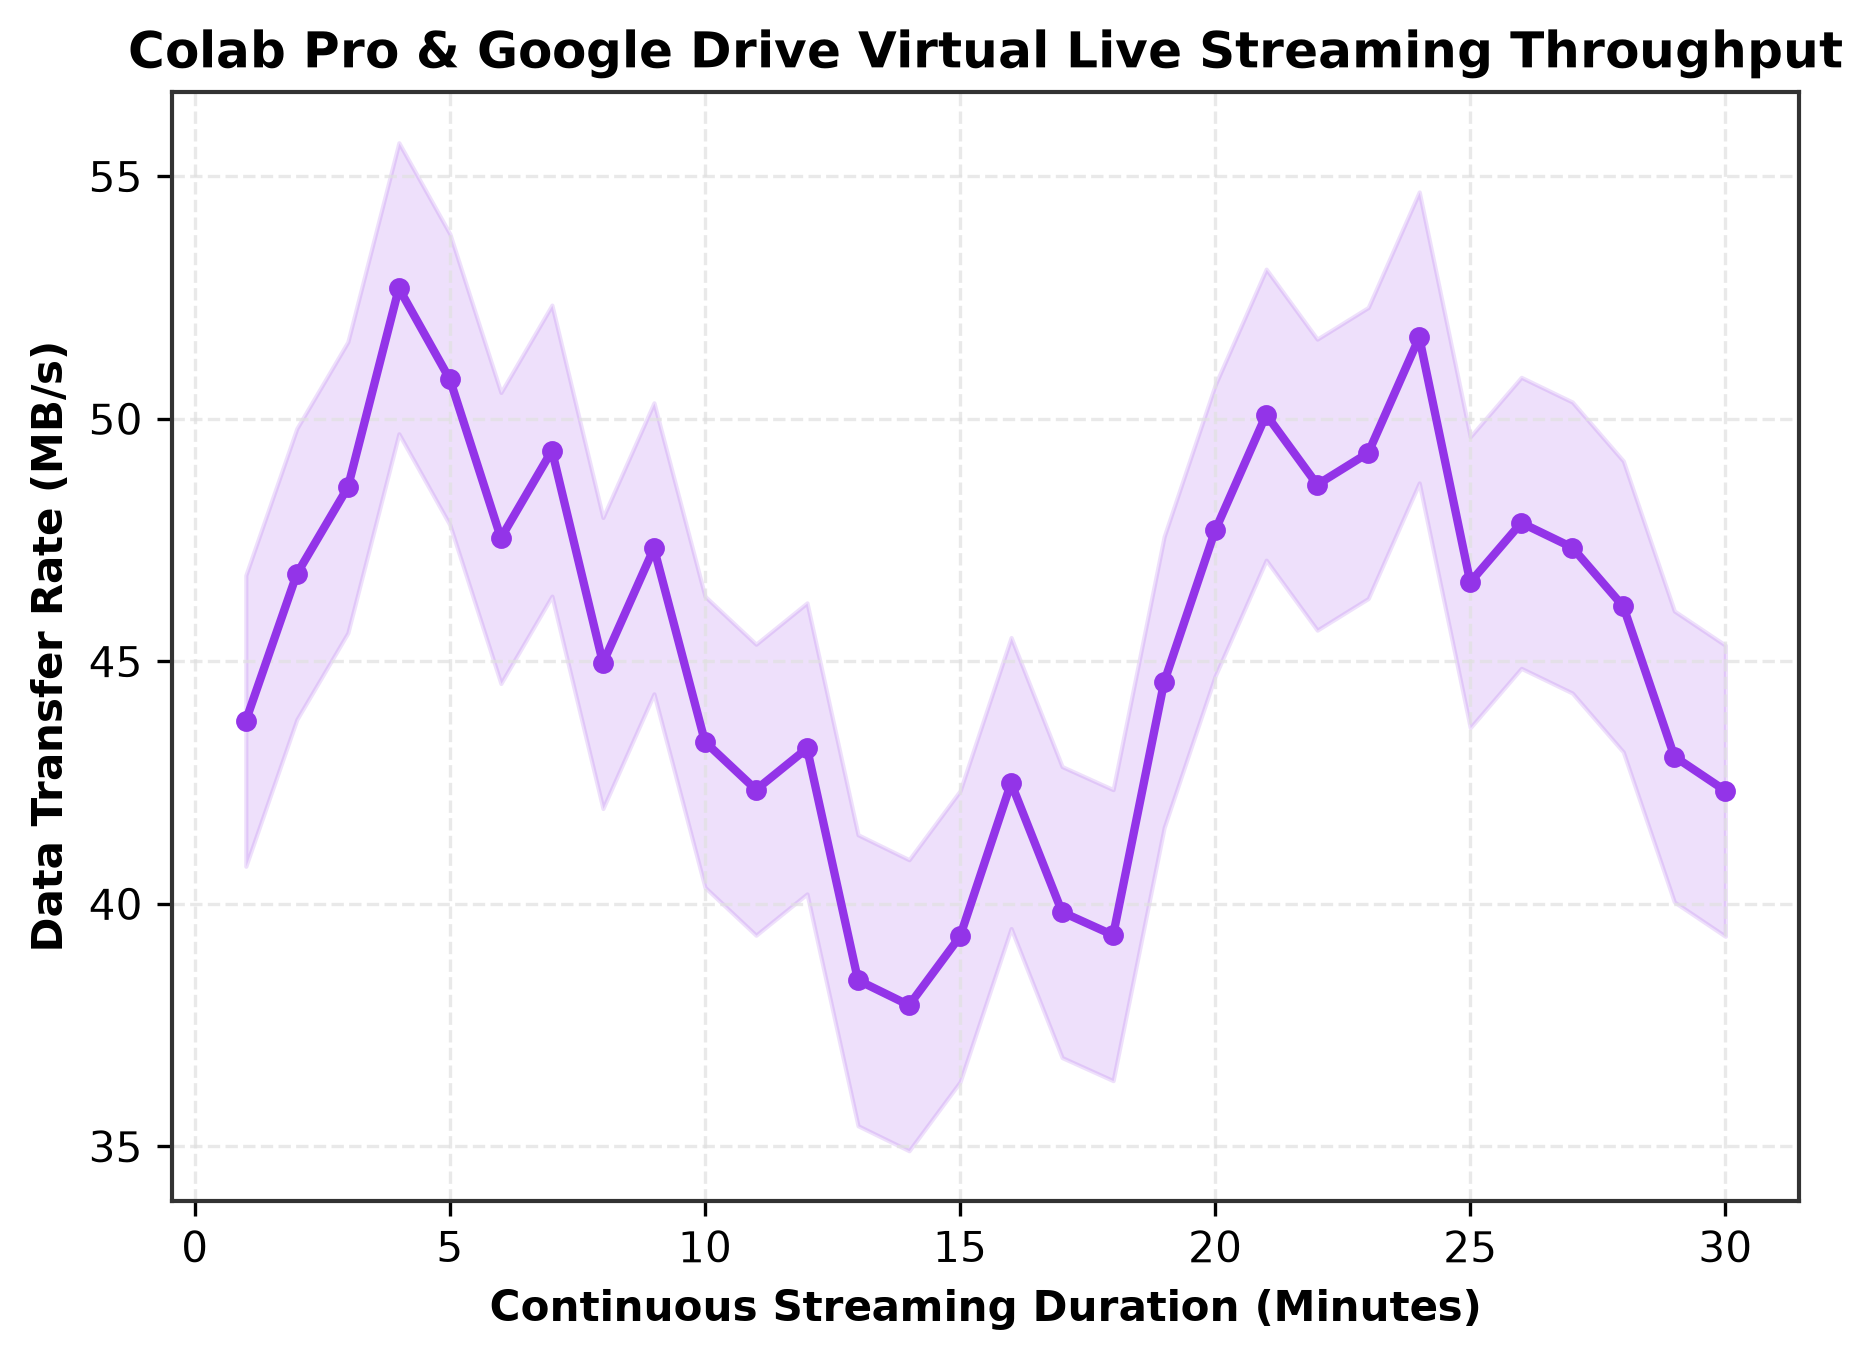 Colab Pro & Google Drive Virtual Live Streaming Throughput
Data Transfer Rate (MB/s)
55
50
45
40
35
0 5 10 15 20 25 30
Continuous Streaming Duration (Minutes)